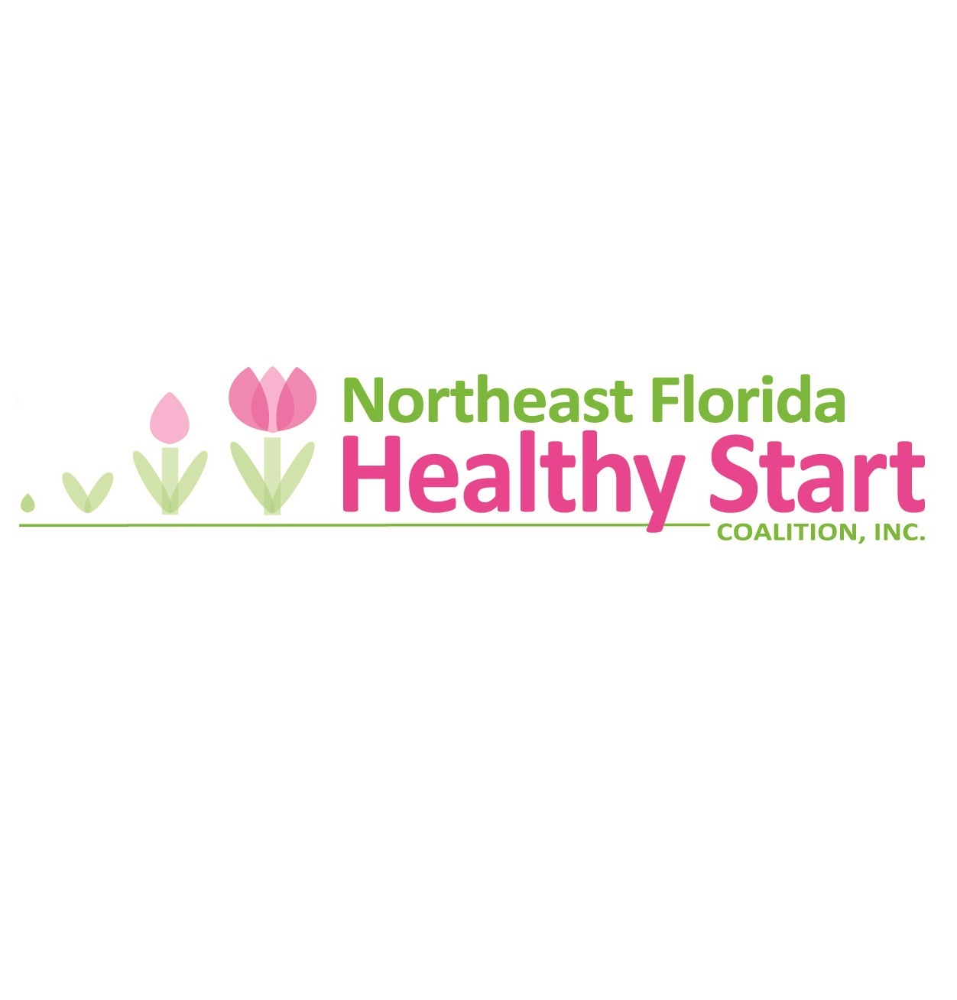 Northeast Florida
Healthy Start
COALITION, INC.